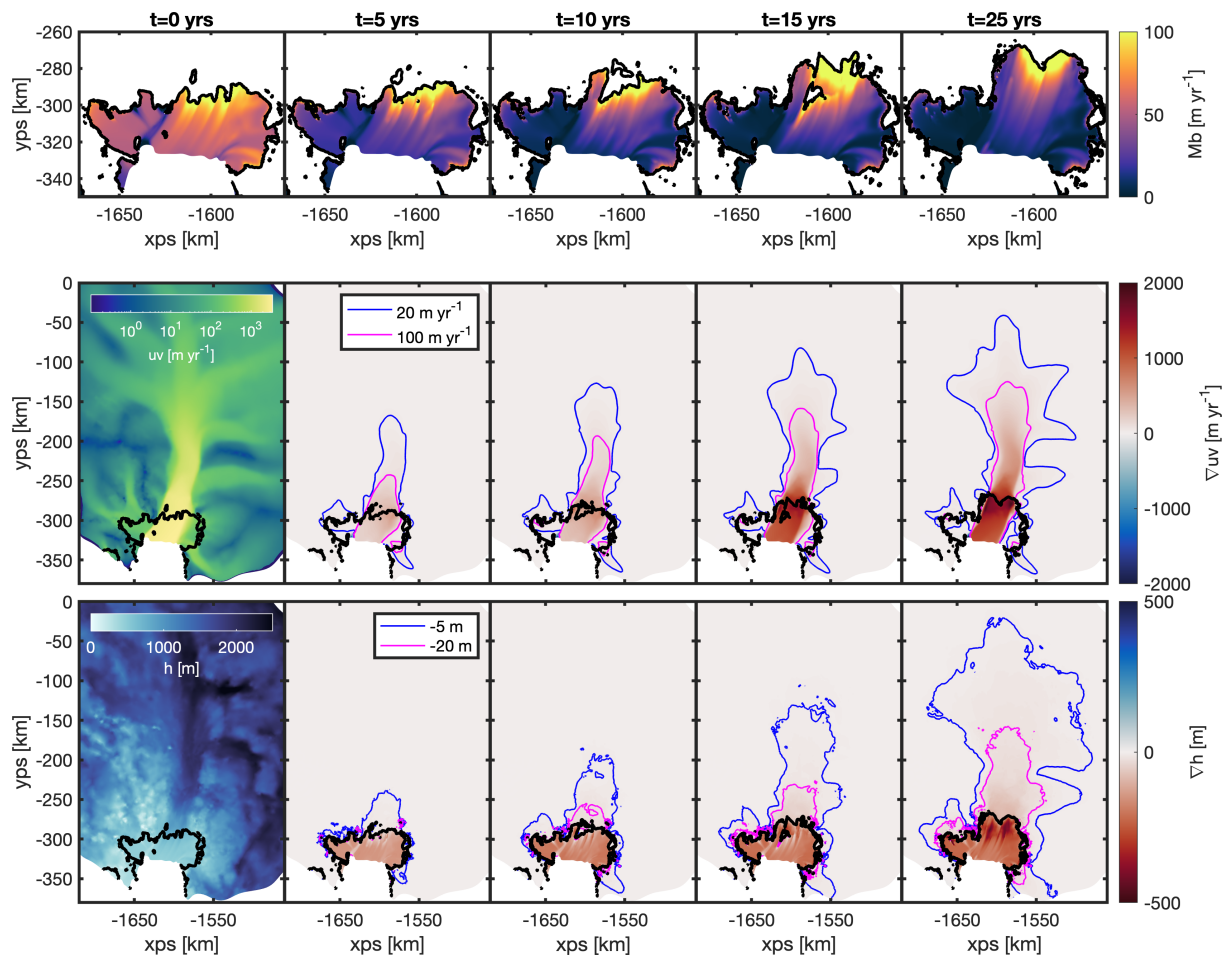 t=0 yrs
t=5 yrs
t=10 yrs
t=15 yrs
t=25 yrs
-260
-280
-300
-320
-340
yps [km]
-1650
-1600
-1650
-1600
-1650
-1600
-1650
-1600
-1650
-1600
xps [km]
xps [km]
xps [km]
xps [km]
xps [km]
100
50
0
Mb [m yr-1]
0
-50
-100
-150
-200
-250
-300
-350
yps [km]
10^0
10^1
10^2
10^3
uv [m yr-1]
20 m yr-1
100 m yr-1
2000
1000
0
-1000
-2000
∇uv [m yr-1]
0
-50
-100
-150
-200
-250
-300
-350
yps [km]
0
1000
2000
h [m]
-5 m
-20 m
500
0
-500
∇h [m]
-1650
-1550
-1650
-1550
-1650
-1550
-1650
-1550
-1650
-1550
xps [km]
xps [km]
xps [km]
xps [km]
xps [km]